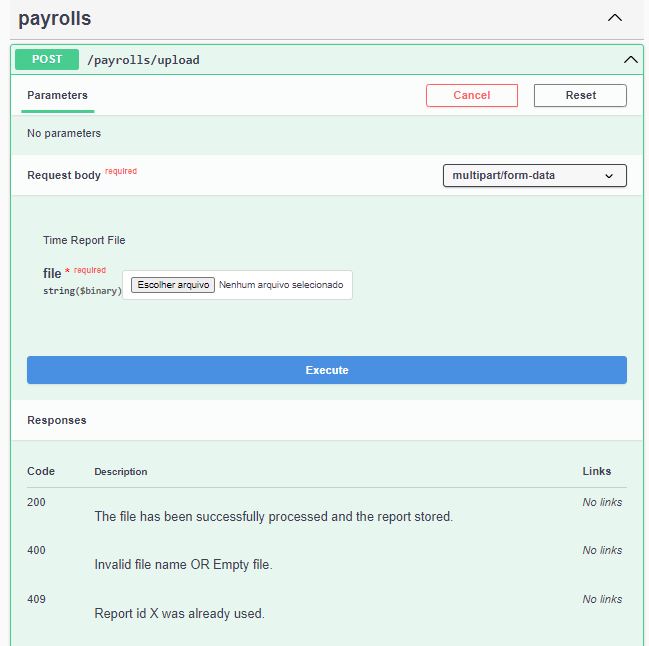 payrolls
POST /payrolls/upload
Parameters Cancel Reset
No parameters
Request body required multipart/form-data
Time Report File
file * required
string($binary) Escolher arquivo Nenhum arquivo selecionado
Execute
Responses
Code Description Links
200 No links
The file has been successfully processed and the report stored.
400 No links
Invalid file name OR Empty file.
409 No links
Report id X was already used.